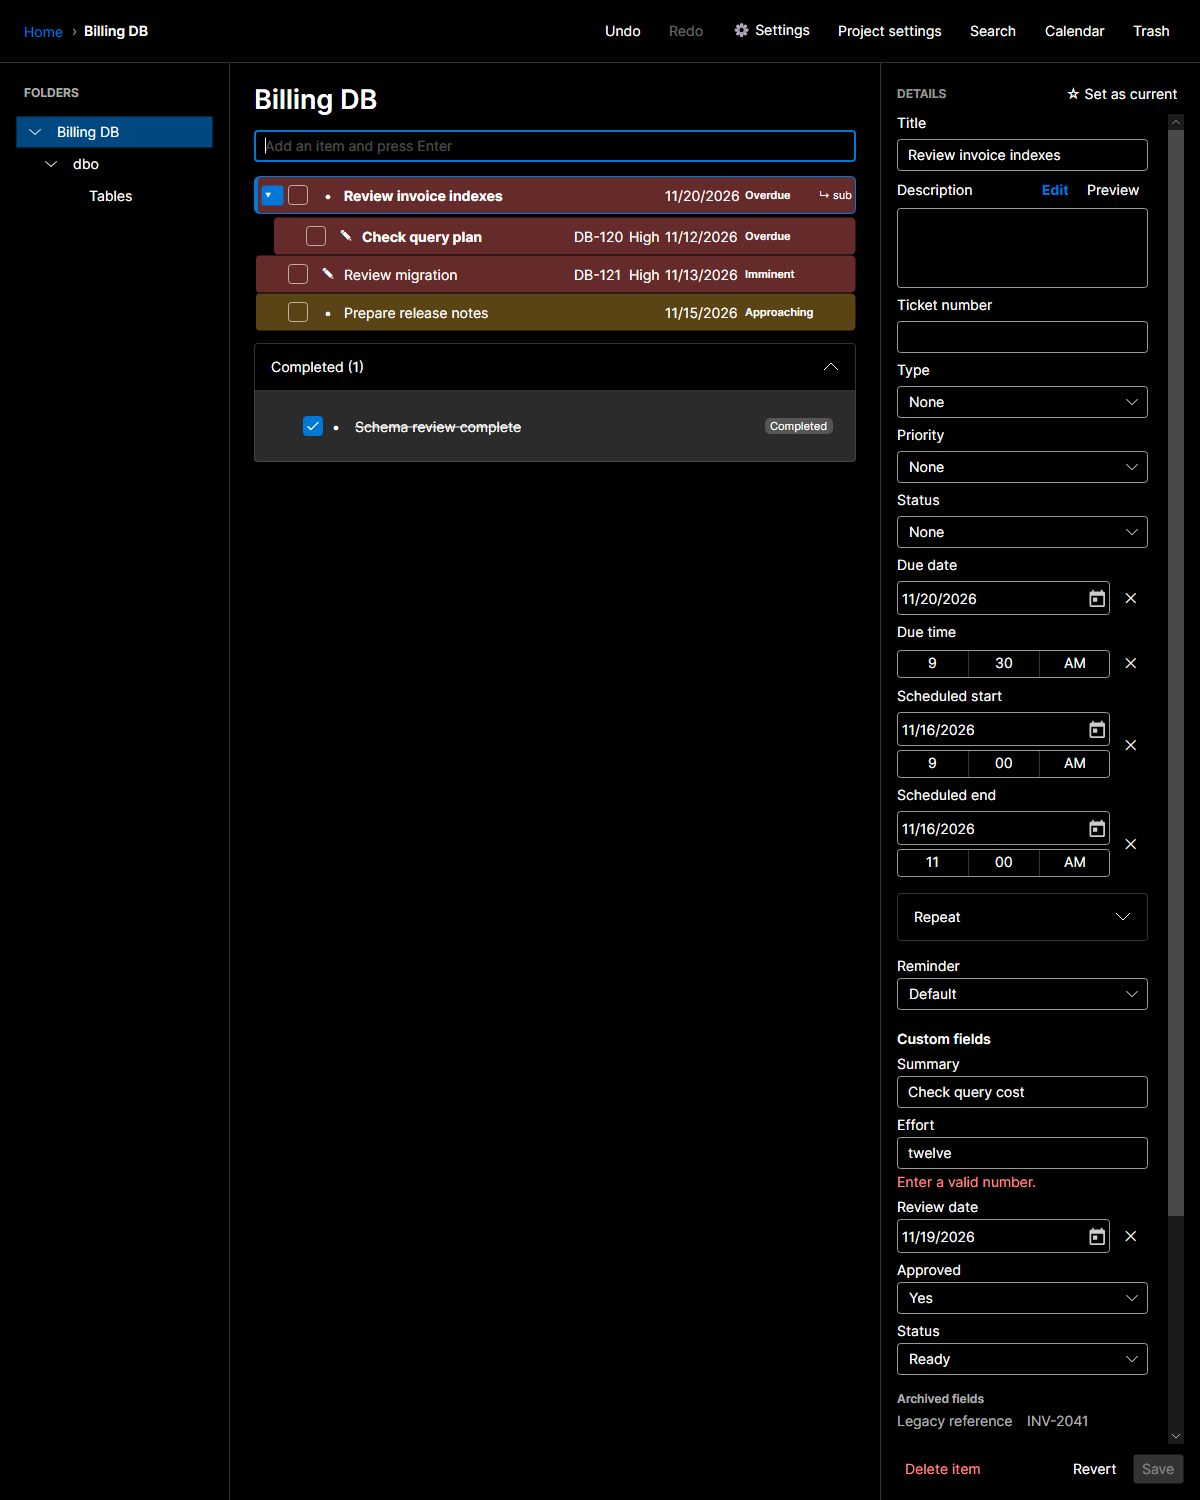 Home › Billing DB
Undo Redo Settings Project settings Search Calendar Trash
FOLDERS
Billing DB
dbo
Tables
Billing DB
Add an item and press Enter
Review invoice indexes 11/20/2026 Overdue ↳ sub
Check query plan DB-120 High 11/12/2026 Overdue
Review migration DB-121 High 11/13/2026 Imminent
Prepare release notes 11/15/2026 Approaching
Completed (1)
Schema review complete Completed
DETAILS ☆ Set as current
Title
Review invoice indexes
Description Edit Preview
Ticket number
Type
None
Priority
None
Status
None
Due date
11/20/2026
Due time
9 30 AM
Scheduled start
11/16/2026
9 00 AM
Scheduled end
11/16/2026
11 00 AM
Repeat
Reminder
Default
Custom fields
Summary
Check query cost
Effort
twelve
Enter a valid number.
Review date
11/19/2026
Approved
Yes
Status
Ready
Archived fields
Legacy reference INV-2041
Delete item Revert Save